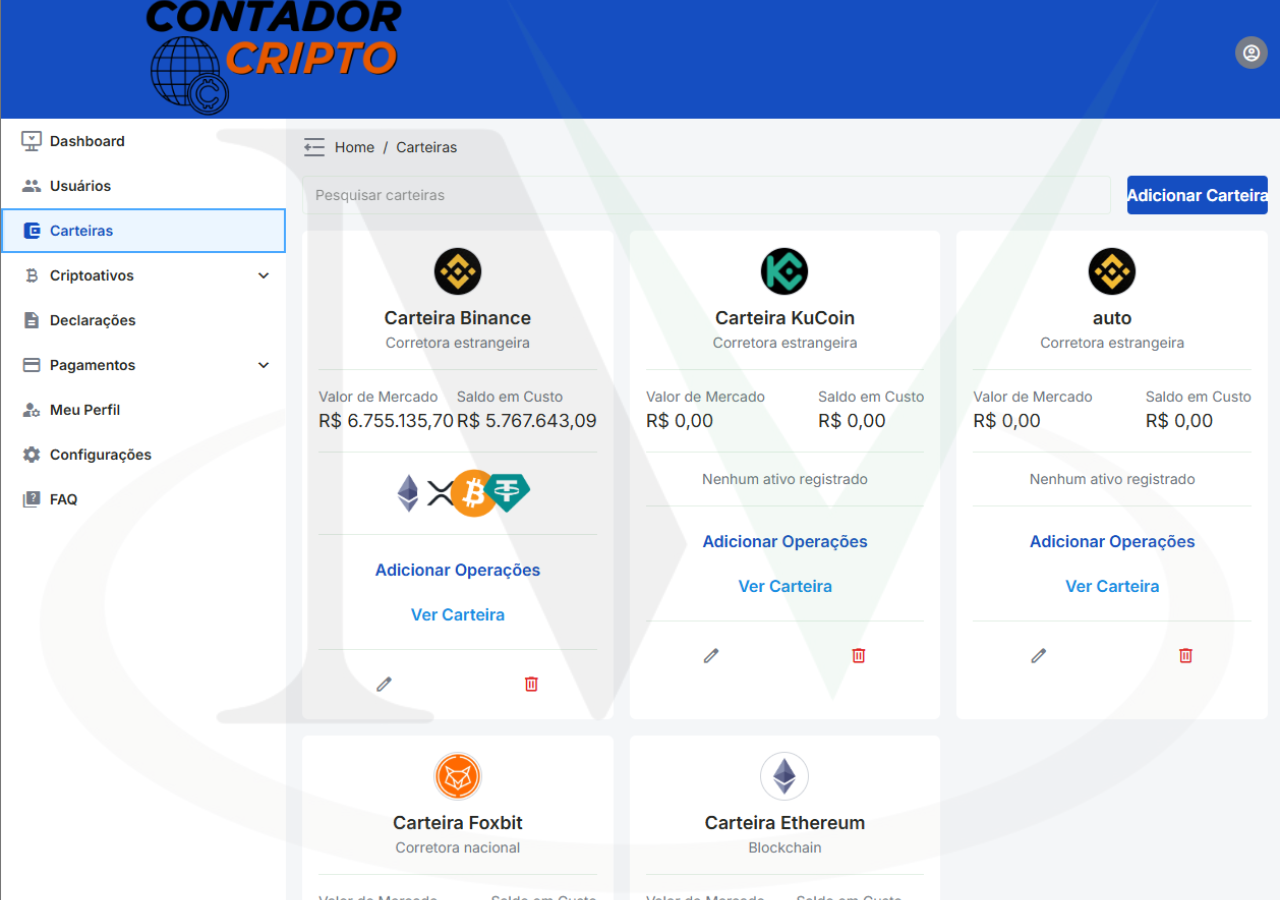 CONTADOR
CRIPTO
Dashboard
Usuários
Carteiras
Criptoativos
Declarações
Pagamentos
Meu Perfil
Configurações
FAQ
Home / Carteiras
Pesquisar carteiras
Adicionar Carteira
Carteira Binance
Corretora estrangeira
Valor de Mercado Saldo em Custo
R$ 6.755.135,70 R$ 5.767.643,09
Adicionar Operações
Ver Carteira
Carteira KuCoin
Corretora estrangeira
Valor de Mercado Saldo em Custo
R$ 0,00 R$ 0,00
Nenhum ativo registrado
Adicionar Operações
Ver Carteira
auto
Corretora estrangeira
Valor de Mercado Saldo em Custo
R$ 0,00 R$ 0,00
Nenhum ativo registrado
Adicionar Operações
Ver Carteira
Carteira Foxbit
Corretora nacional
Valor de Mercado Saldo em Custo
Carteira Ethereum
Blockchain
Valor de Mercado Saldo em Custo